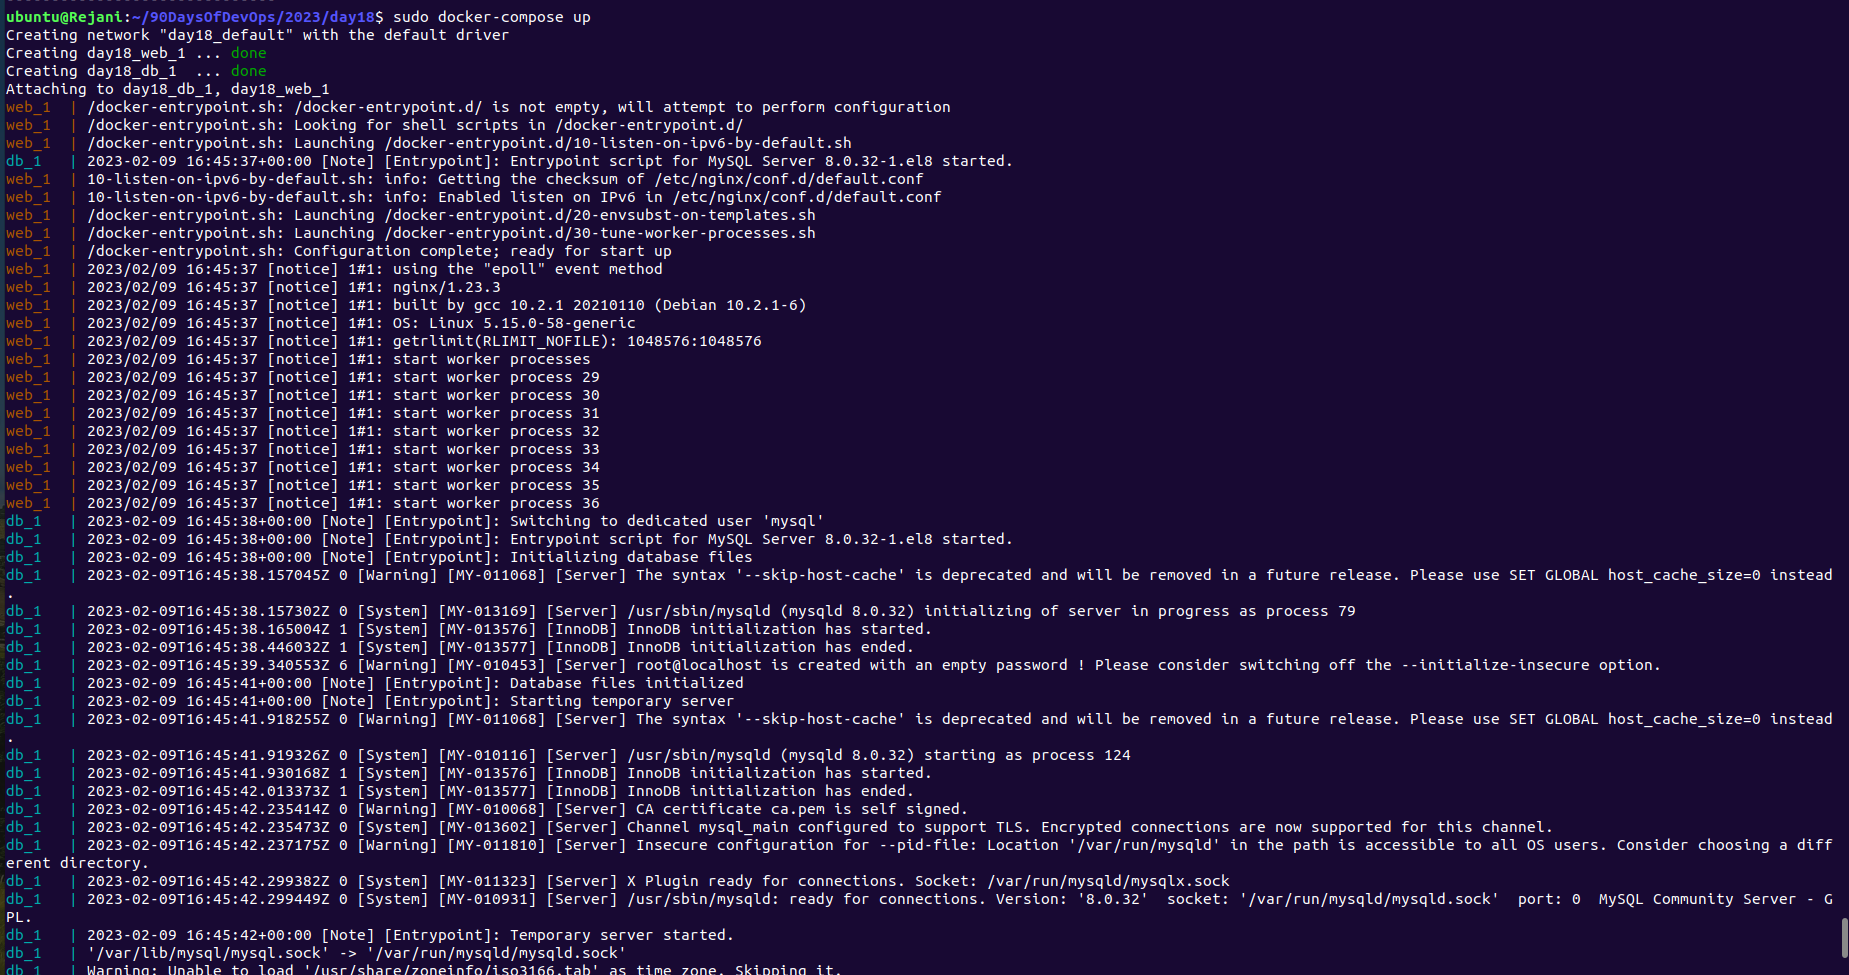 ubuntu@Rejani:~/90DaysOfDevOps/2023/day18$ sudo docker-compose up
Creating network "day18_default" with the default driver
Creating day18_web_1 ... done
Creating day18_db_1  ... done
Attaching to day18_db_1, day18_web_1
web_1  | /docker-entrypoint.sh: /docker-entrypoint.d/ is not empty, will attempt to perform configuration
web_1  | /docker-entrypoint.sh: Looking for shell scripts in /docker-entrypoint.d/
web_1  | /docker-entrypoint.sh: Launching /docker-entrypoint.d/10-listen-on-ipv6-by-default.sh
db_1   | 2023-02-09 16:45:37+00:00 [Note] [Entrypoint]: Entrypoint script for MySQL Server 8.0.32-1.el8 started.
web_1  | 10-listen-on-ipv6-by-default.sh: info: Getting the checksum of /etc/nginx/conf.d/default.conf
web_1  | 10-listen-on-ipv6-by-default.sh: info: Enabled listen on IPv6 in /etc/nginx/conf.d/default.conf
web_1  | /docker-entrypoint.sh: Launching /docker-entrypoint.d/20-envsubst-on-templates.sh
web_1  | /docker-entrypoint.sh: Launching /docker-entrypoint.d/30-tune-worker-processes.sh
web_1  | /docker-entrypoint.sh: Configuration complete; ready for start up
web_1  | 2023/02/09 16:45:37 [notice] 1#1: using the "epoll" event method
web_1  | 2023/02/09 16:45:37 [notice] 1#1: nginx/1.23.3
web_1  | 2023/02/09 16:45:37 [notice] 1#1: built by gcc 10.2.1 20210110 (Debian 10.2.1-6)
web_1  | 2023/02/09 16:45:37 [notice] 1#1: OS: Linux 5.15.0-58-generic
web_1  | 2023/02/09 16:45:37 [notice] 1#1: getrlimit(RLIMIT_NOFILE): 1048576:1048576
web_1  | 2023/02/09 16:45:37 [notice] 1#1: start worker processes
web_1  | 2023/02/09 16:45:37 [notice] 1#1: start worker process 29
web_1  | 2023/02/09 16:45:37 [notice] 1#1: start worker process 30
web_1  | 2023/02/09 16:45:37 [notice] 1#1: start worker process 31
web_1  | 2023/02/09 16:45:37 [notice] 1#1: start worker process 32
web_1  | 2023/02/09 16:45:37 [notice] 1#1: start worker process 33
web_1  | 2023/02/09 16:45:37 [notice] 1#1: start worker process 34
web_1  | 2023/02/09 16:45:37 [notice] 1#1: start worker process 35
web_1  | 2023/02/09 16:45:37 [notice] 1#1: start worker process 36
db_1   | 2023-02-09 16:45:38+00:00 [Note] [Entrypoint]: Switching to dedicated user 'mysql'
db_1   | 2023-02-09 16:45:38+00:00 [Note] [Entrypoint]: Entrypoint script for MySQL Server 8.0.32-1.el8 started.
db_1   | 2023-02-09 16:45:38+00:00 [Note] [Entrypoint]: Initializing database files
db_1   | 2023-02-09T16:45:38.157045Z 0 [Warning] [MY-011068] [Server] The syntax '--skip-host-cache' is deprecated and will be removed in a future release. Please use SET GLOBAL host_cache_size=0 instead
.
db_1   | 2023-02-09T16:45:38.157302Z 0 [System] [MY-013169] [Server] /usr/sbin/mysqld (mysqld 8.0.32) initializing of server in progress as process 79
db_1   | 2023-02-09T16:45:38.165004Z 1 [System] [MY-013576] [InnoDB] InnoDB initialization has started.
db_1   | 2023-02-09T16:45:38.446032Z 1 [System] [MY-013577] [InnoDB] InnoDB initialization has ended.
db_1   | 2023-02-09T16:45:39.340553Z 6 [Warning] [MY-010453] [Server] root@localhost is created with an empty password ! Please consider switching off the --initialize-insecure option.
db_1   | 2023-02-09 16:45:41+00:00 [Note] [Entrypoint]: Database files initialized
db_1   | 2023-02-09 16:45:41+00:00 [Note] [Entrypoint]: Starting temporary server
db_1   | 2023-02-09T16:45:41.918255Z 0 [Warning] [MY-011068] [Server] The syntax '--skip-host-cache' is deprecated and will be removed in a future release. Please use SET GLOBAL host_cache_size=0 instead
.
db_1   | 2023-02-09T16:45:41.919326Z 0 [System] [MY-010116] [Server] /usr/sbin/mysqld (mysqld 8.0.32) starting as process 124
db_1   | 2023-02-09T16:45:41.930168Z 1 [System] [MY-013576] [InnoDB] InnoDB initialization has started.
db_1   | 2023-02-09T16:45:42.013373Z 1 [System] [MY-013577] [InnoDB] InnoDB initialization has ended.
db_1   | 2023-02-09T16:45:42.235414Z 0 [Warning] [MY-010068] [Server] CA certificate ca.pem is self signed.
db_1   | 2023-02-09T16:45:42.235473Z 0 [System] [MY-013602] [Server] Channel mysql_main configured to support TLS. Encrypted connections are now supported for this channel.
db_1   | 2023-02-09T16:45:42.237175Z 0 [Warning] [MY-011810] [Server] Insecure configuration for --pid-file: Location '/var/run/mysqld' in the path is accessible to all OS users. Consider choosing a diff
erent directory.
db_1   | 2023-02-09T16:45:42.299382Z 0 [System] [MY-011323] [Server] X Plugin ready for connections. Socket: /var/run/mysqld/mysqlx.sock
db_1   | 2023-02-09T16:45:42.299449Z 0 [System] [MY-010931] [Server] /usr/sbin/mysqld: ready for connections. Version: '8.0.32'  socket: '/var/run/mysqld/mysqld.sock'  port: 0  MySQL Community Server - G
PL.
db_1   | 2023-02-09 16:45:42+00:00 [Note] [Entrypoint]: Temporary server started.
db_1   | '/var/lib/mysql/mysql.sock' -> '/var/run/mysqld/mysqld.sock'
db_1   | Warning: Unable to load '/usr/share/zoneinfo/iso3166.tab' as time zone. Skipping it.